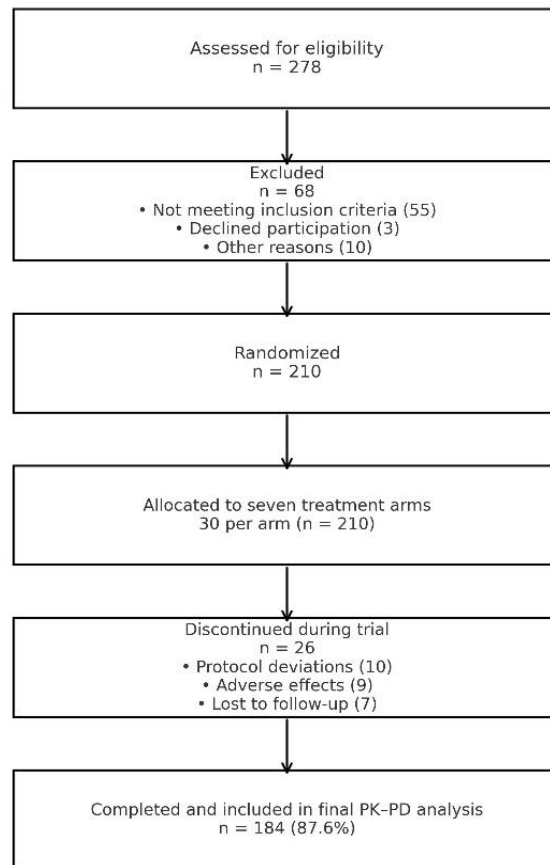 Assessed for eligibility
n = 278
Excluded
n = 68
• Not meeting inclusion criteria (55)
• Declined participation (3)
• Other reasons (10)
Randomized
n = 210
Allocated to seven treatment arms
30 per arm (n = 210)
Discontinued during trial
n = 26
• Protocol deviations (10)
• Adverse effects (9)
• Lost to follow-up (7)
Completed and included in final PK–PD analysis
n = 184 (87.6%)